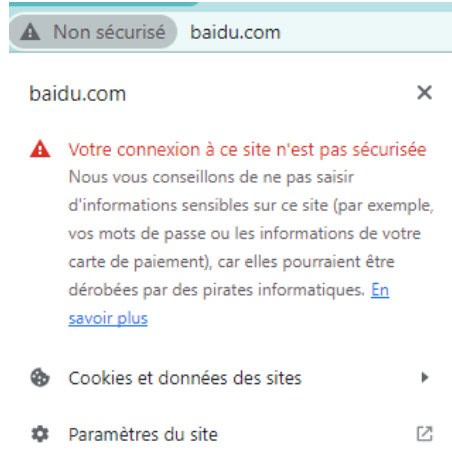 Non sécurisé baidu.com
baidu.com
Votre connexion à ce site n'est pas sécurisée
Nous vous conseillons de ne pas saisir
d'informations sensibles sur ce site (par exemple,
vos mots de passe ou les informations de votre
carte de paiement), car elles pourraient être
dérobées par des pirates informatiques. En
savoir plus
Cookies et données des sites
Paramètres du site